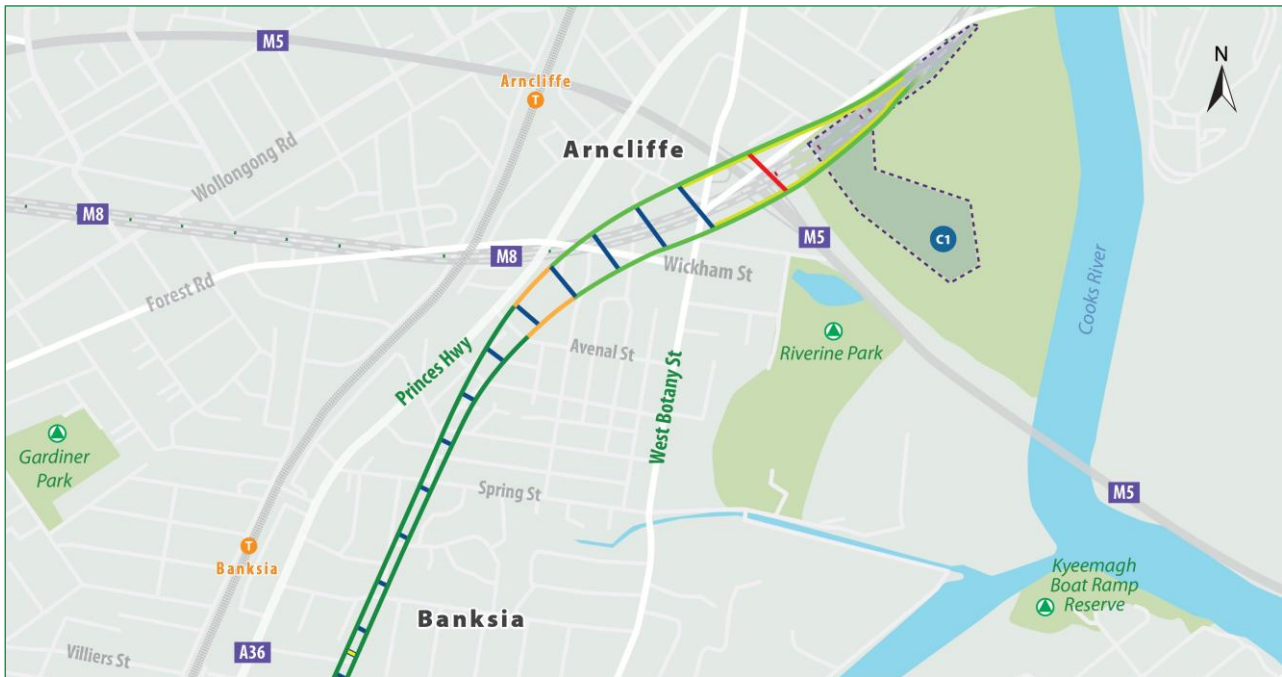 M5
N
Arncliffe
T
Arncliffe
Wollongong Rd
M8
M8
M5
C1
Wickham St
Forest Rd
Cooks River
Princes Hwy
Avenal St
Riverine Park
West Botany St
Gardiner
Park
Spring St
M5
T
Banksia
Kyeemagh
Boat Ramp
Reserve
Banksia
A36
Villiers St